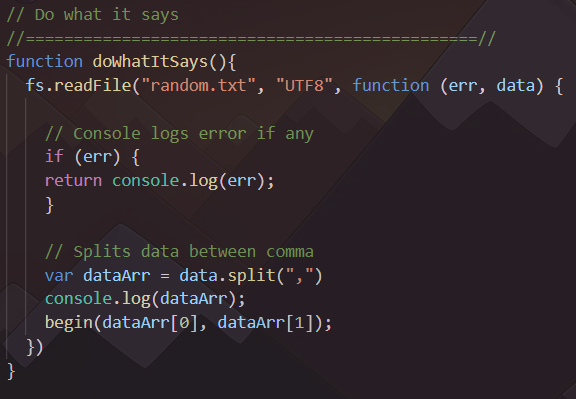 // Do what it says
//===============================================//
function doWhatItSays(){
  fs.readFile("random.txt", "UTF8", function (err, data) {
    // Console logs error if any
    if (err) {
    return console.log(err);
    }
    // Splits data between comma
    var dataArr = data.split(",")
    console.log(dataArr);
    begin(dataArr[0], dataArr[1]);
  })
}